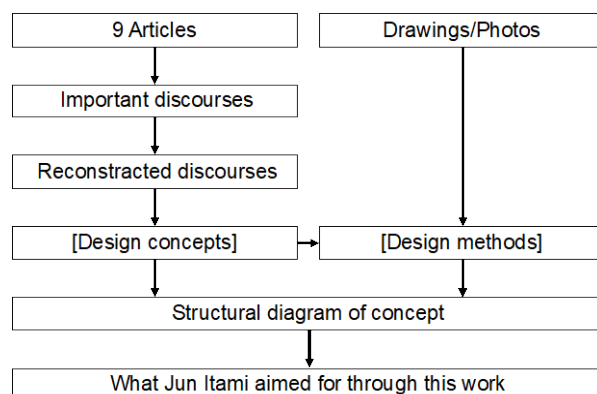 9 Articles
Drawings/Photos
Important discourses
Reconstracted discourses
[Design concepts]
[Design methods]
Structural diagram of concept
What Jun Itami aimed for through this work